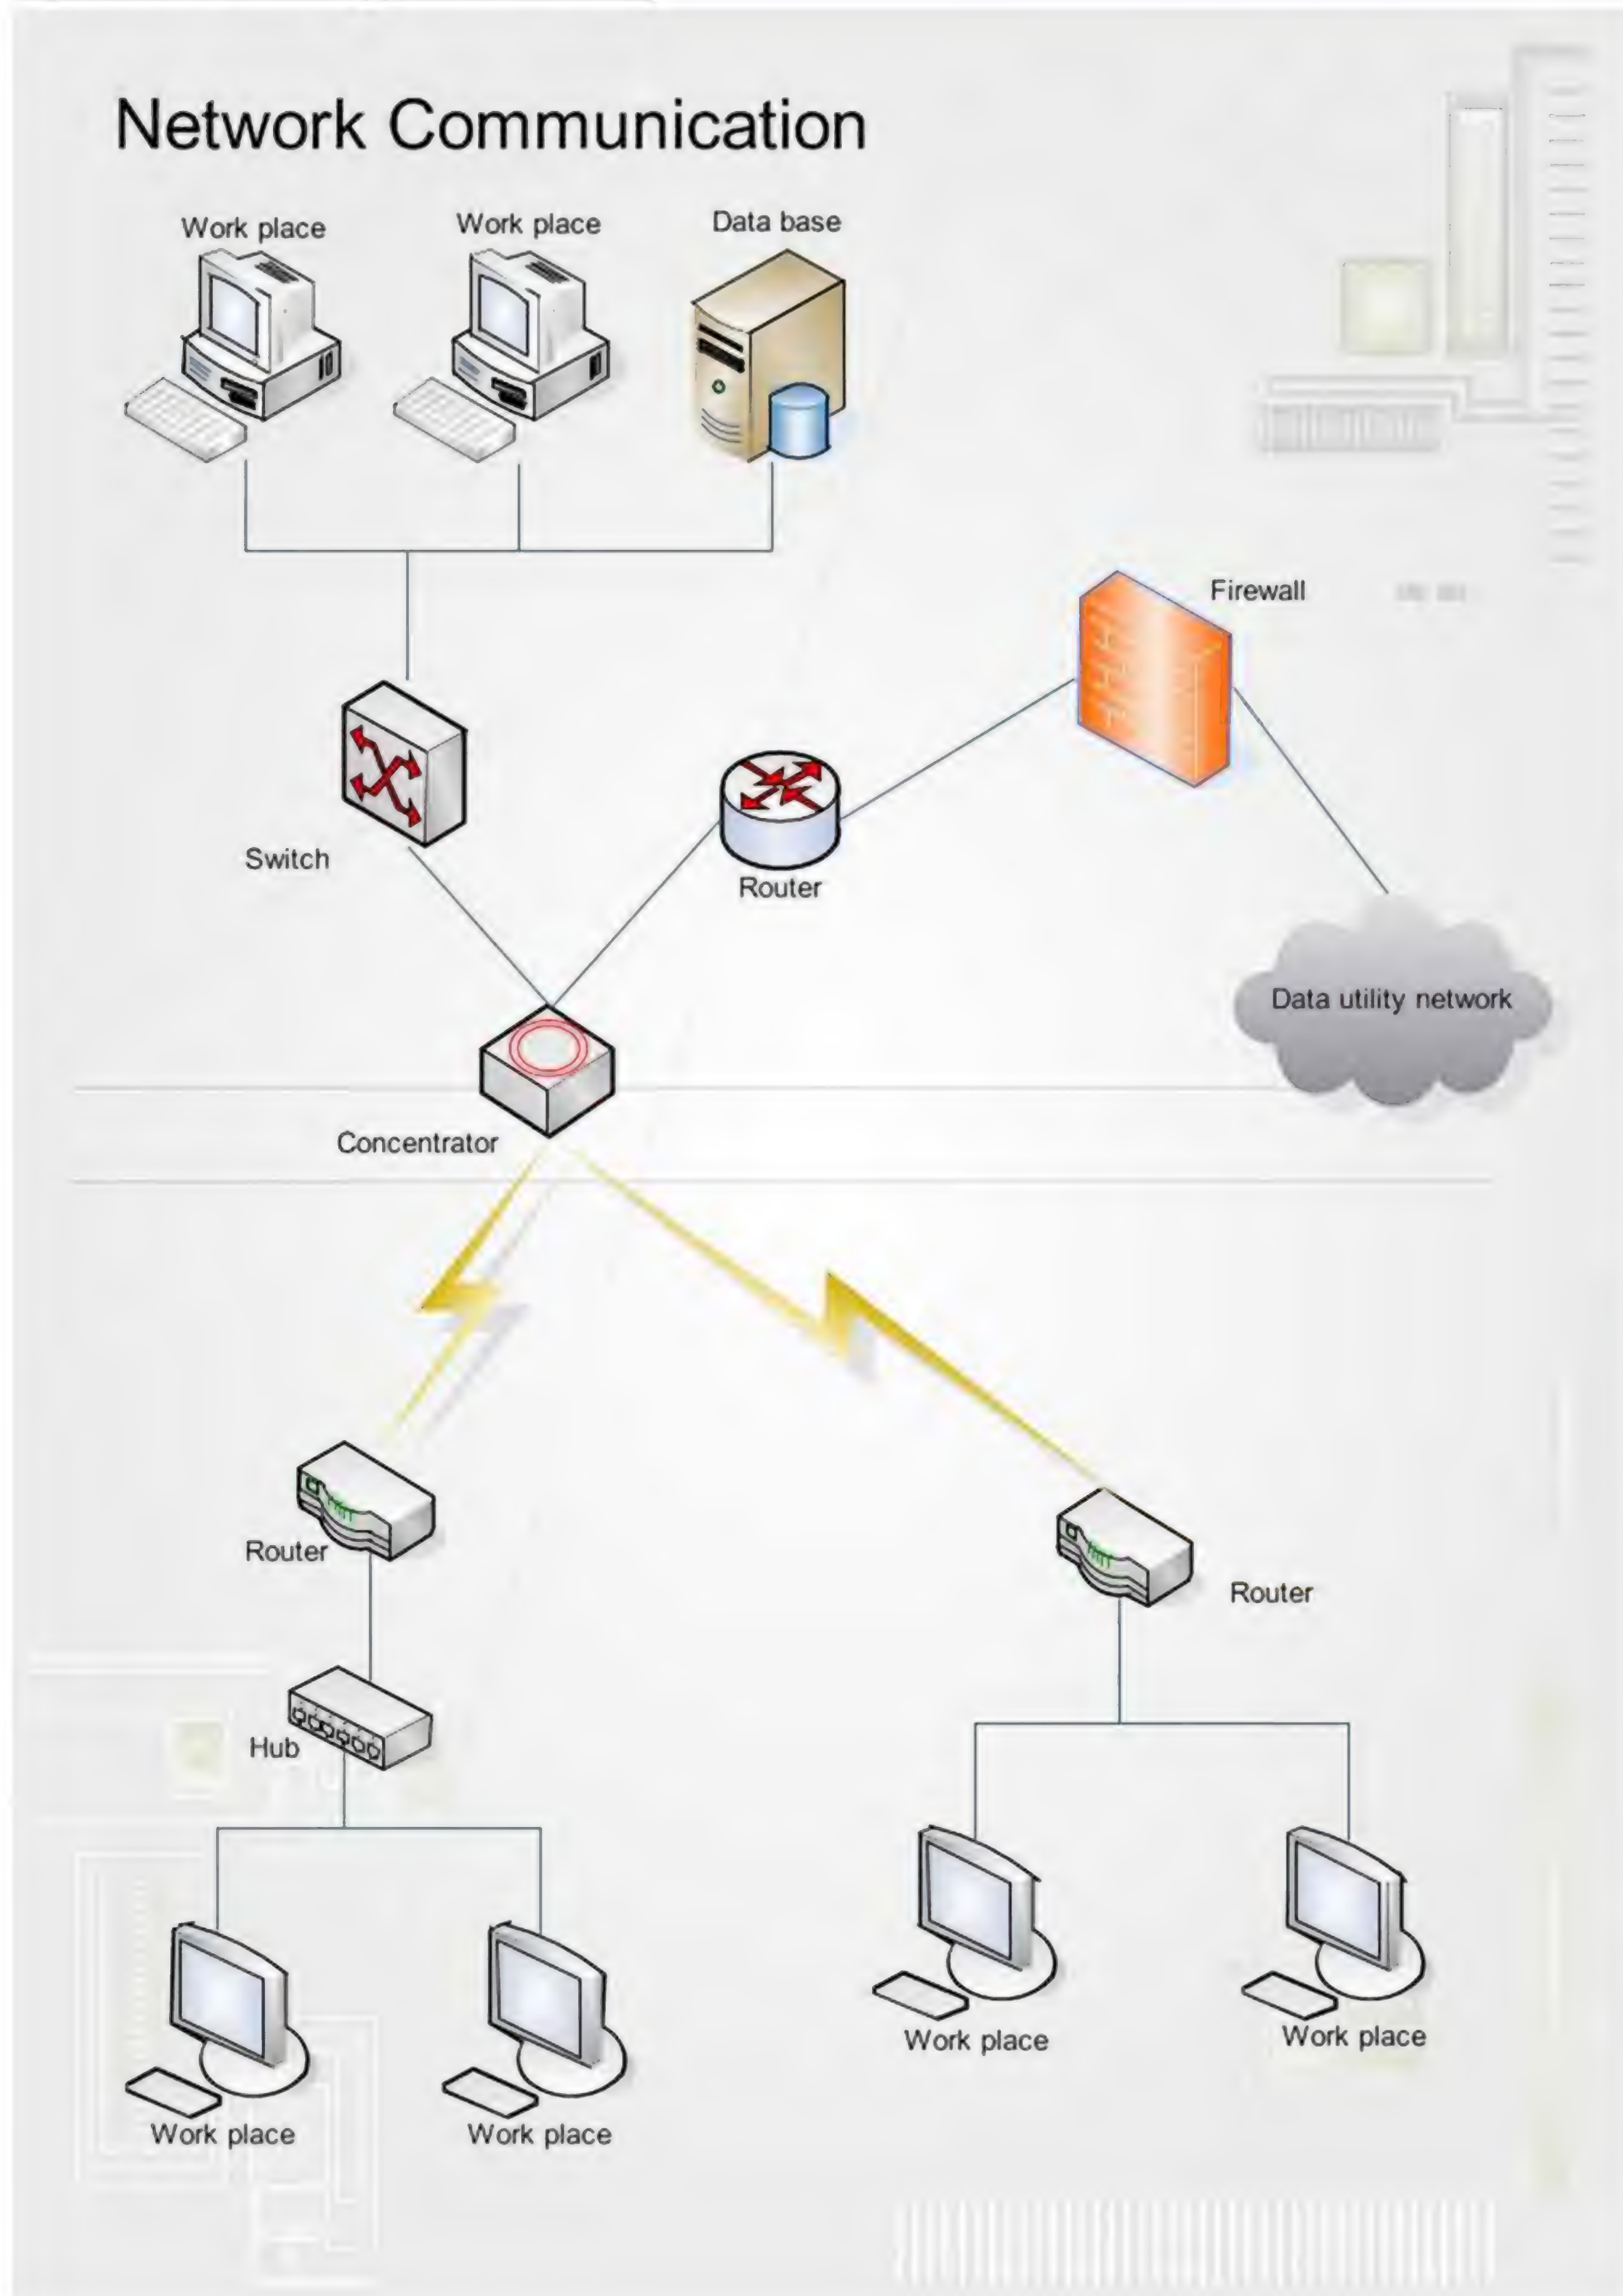 Network Communication
Work place
Work place
Data base
Firewall
Switch
Router
Data utility network
Concentrator
Router
Router
Hub
Work place
Work place
Work place
Work place